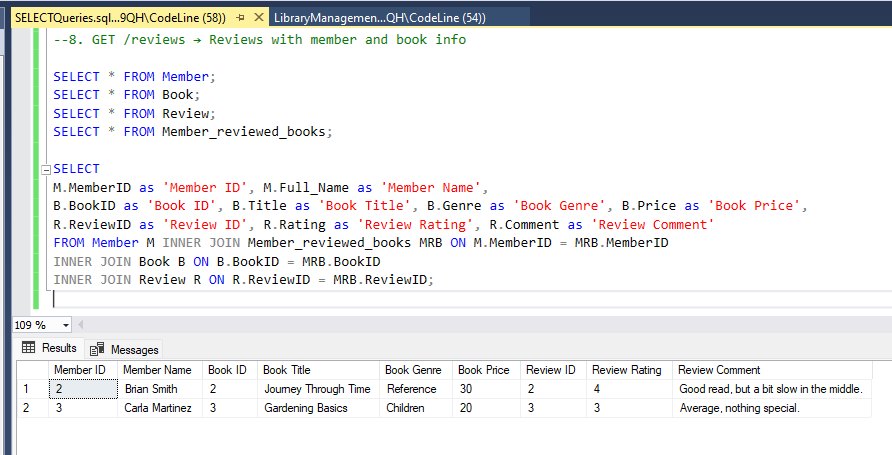 SELECTQueries.sql...9QH\CodeLine (58)) LibraryManagemen...QH\CodeLine (54))
--8. GET /reviews → Reviews with member and book info
SELECT * FROM Member;
SELECT * FROM Book;
SELECT * FROM Review;
SELECT * FROM Member_reviewed_books;
SELECT
M.MemberID as 'Member ID', M.Full_Name as 'Member Name',
B.BookID as 'Book ID', B.Title as 'Book Title', B.Genre as 'Book Genre', B.Price as 'Book Price',
R.ReviewID as 'Review ID', R.Rating as 'Review Rating', R.Comment as 'Review Comment'
FROM Member M INNER JOIN Member_reviewed_books MRB ON M.MemberID = MRB.MemberID
INNER JOIN Book B ON B.BookID = MRB.BookID
INNER JOIN Review R ON R.ReviewID = MRB.ReviewID;
109 %
Results Messages
Member ID Member Name Book ID Book Title Book Genre Book Price Review ID Review Rating Review Comment
1 2 Brian Smith 2 Journey Through Time Reference 30 2 4 Good read, but a bit slow in the middle.
2 3 Carla Martinez 3 Gardening Basics Children 20 3 3 Average, nothing special.